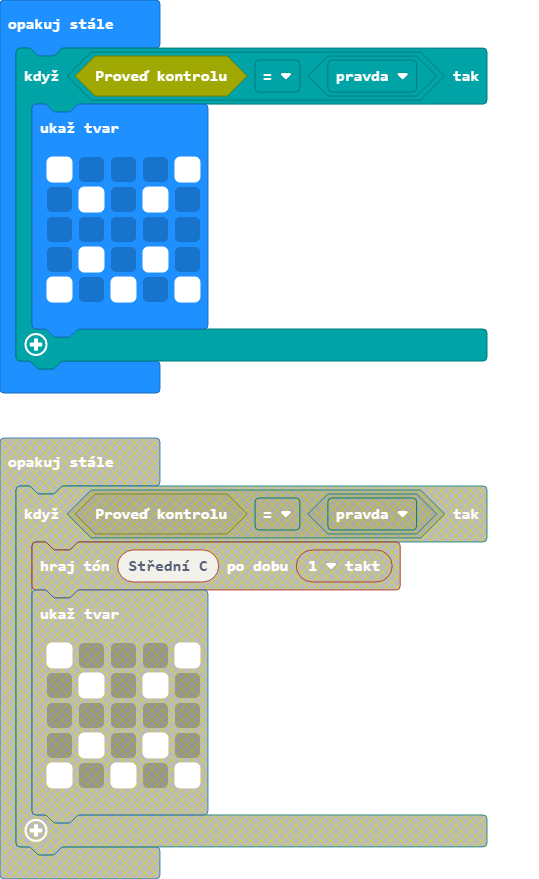 opakuj stále
když Proveď kontrolu = pravda tak
ukaž tvar
opakuj stále
když Proveď kontrolu = pravda tak
hraj tón Střední C po dobu 1 takt
ukaž tvar